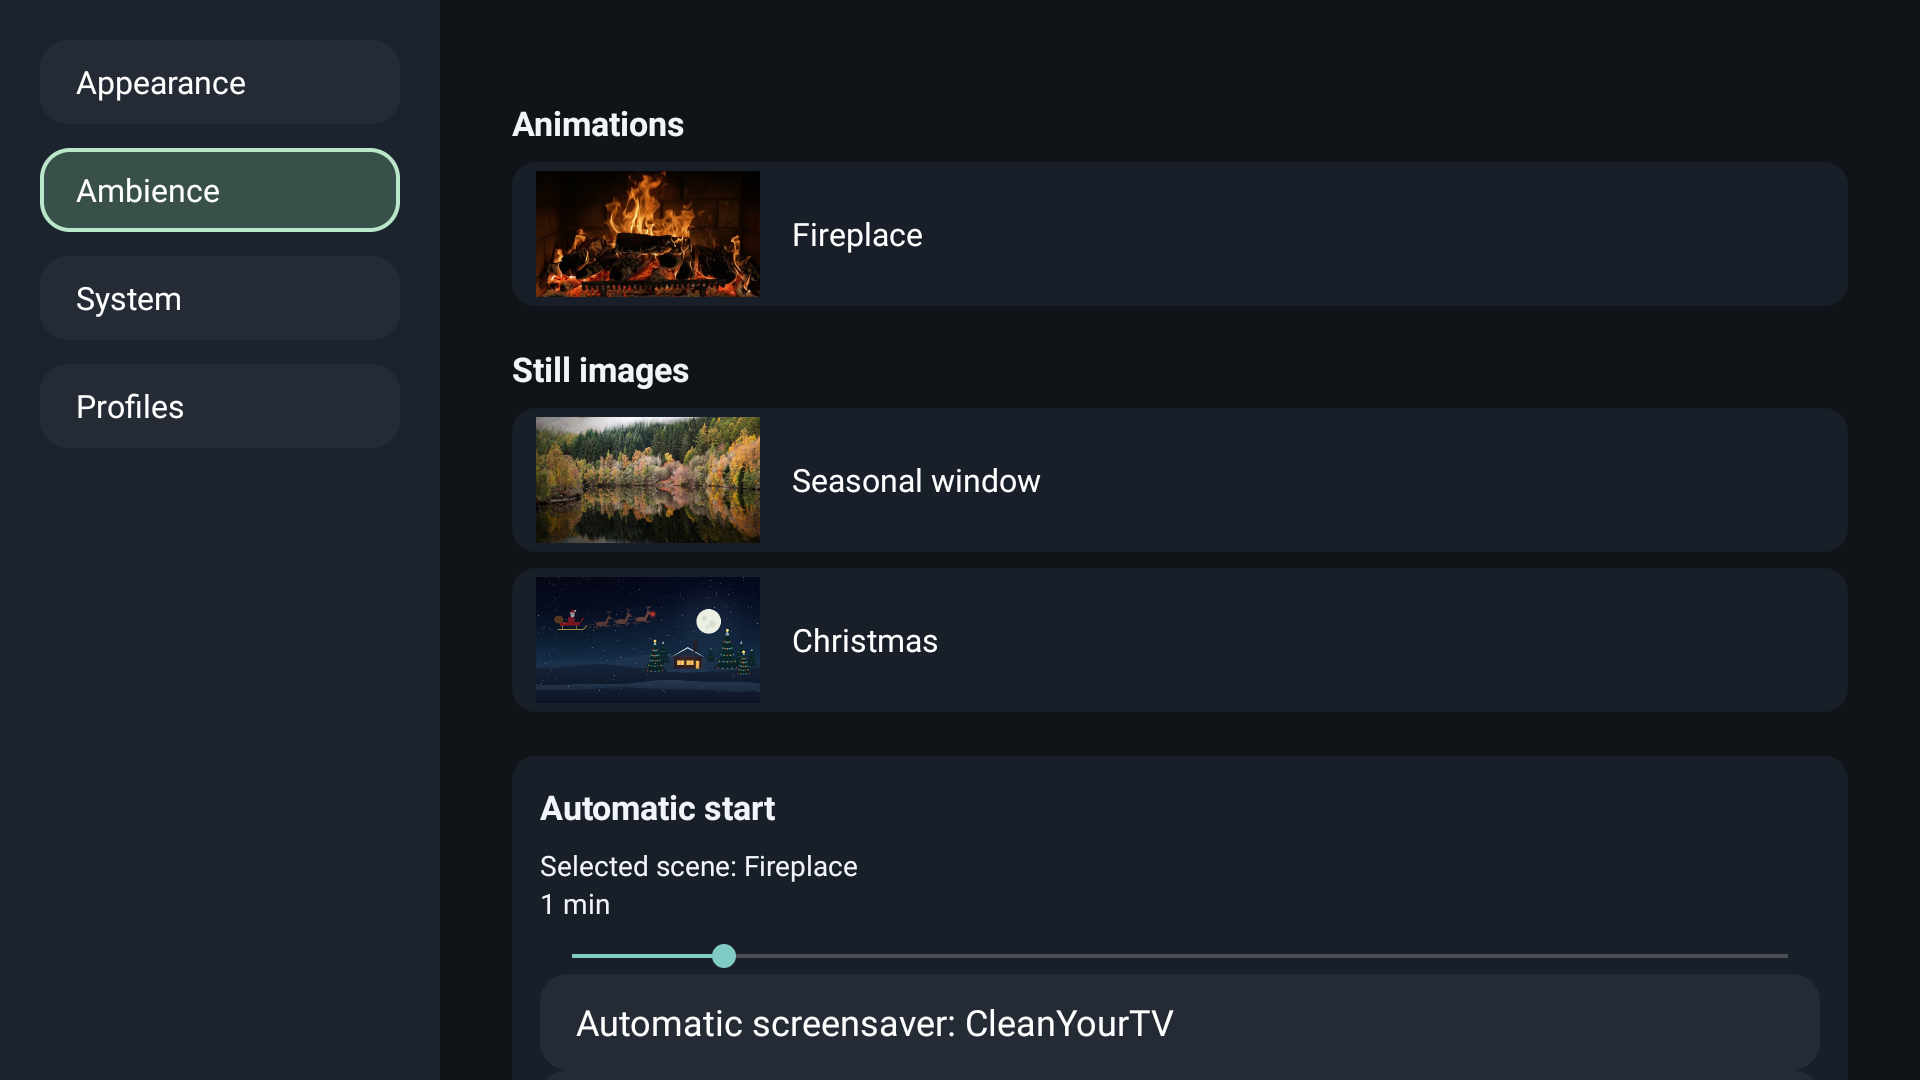 Appearance
Ambience
System
Profiles
Animations
Fireplace
Still images
Seasonal window
Christmas
Automatic start
Selected scene: Fireplace
1 min
Automatic screensaver: CleanYourTV